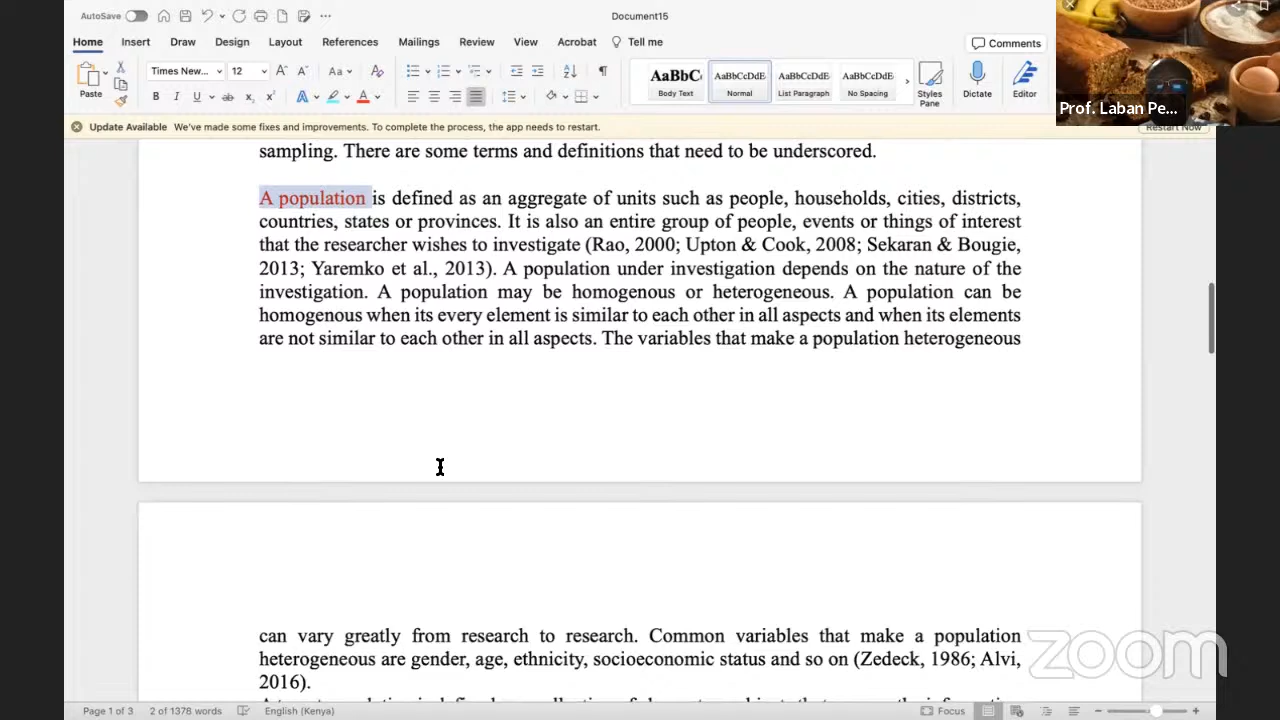 AutoSave
Document15
Home Insert Draw Design Layout References Mailings Review View Acrobat Tell me
Comments
Paste
Times New... 12
Aa
B I U ab x x A A
AaBbC AaBbCcDdE AaBbCcDdE AaBbCcDdE
Body Text Normal List Paragraph No Spacing
Styles Pane
Dictate
Editor
Prof. Laban Pe...
Update Available We've made some fixes and improvements. To complete the process, the app needs to restart.
Restart Now
sampling. There are some terms and definitions that need to be underscored.
A population is defined as an aggregate of units such as people, households, cities, districts,
countries, states or provinces. It is also an entire group of people, events or things of interest
that the researcher wishes to investigate (Rao, 2000; Upton & Cook, 2008; Sekaran & Bougie,
2013; Yaremko et al., 2013). A population under investigation depends on the nature of the
investigation. A population may be homogenous or heterogeneous. A population can be
homogenous when its every element is similar to each other in all aspects and when its elements
are not similar to each other in all aspects. The variables that make a population heterogeneous
can vary greatly from research to research. Common variables that make a population
heterogeneous are gender, age, ethnicity, socioeconomic status and so on (Zedeck, 1986; Alvi,
2016).
zoom
Page 1 of 3 2 of 1378 words English (Kenya) Focus